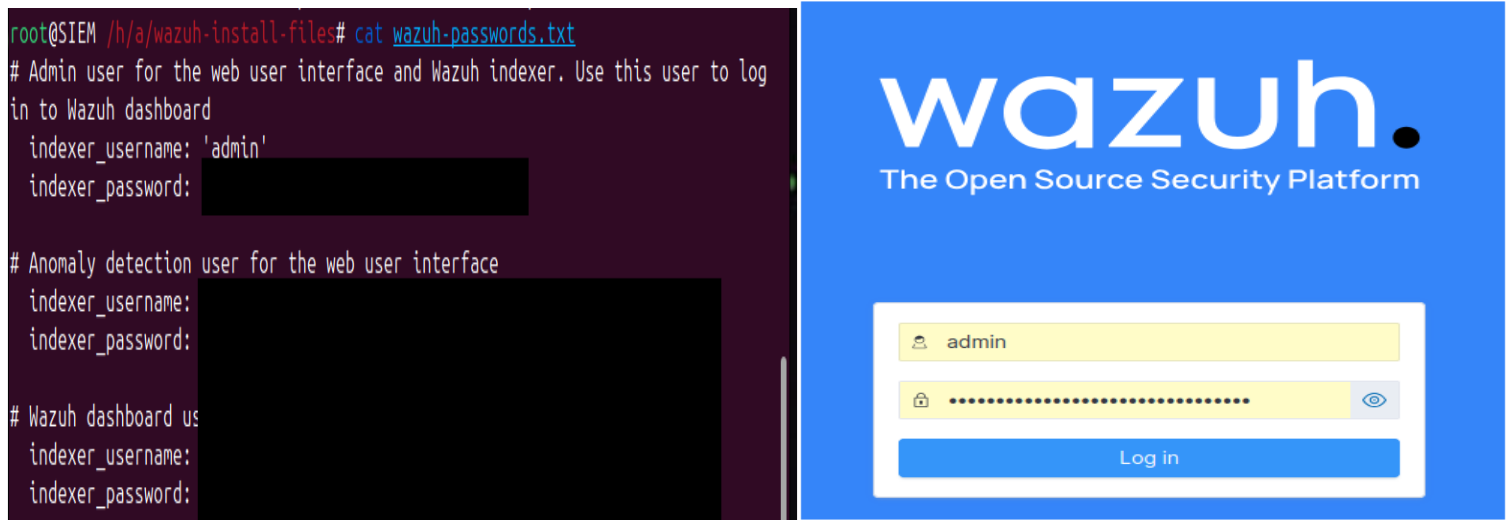 root@SIEM /h/a/wazuh-install-files# cat wazuh-passwords.txt
# Admin user for the web user interface and Wazuh indexer. Use this user to log
in to Wazuh dashboard
indexer_username: 'admin'
indexer_password:
# Anomaly detection user for the web user interface
indexer_username:
indexer_password:
# Wazuh dashboard us
indexer_username:
indexer_password:
wazuh.
The Open Source Security Platform
admin
••••••••••••••••••••••••••••••••
Log in